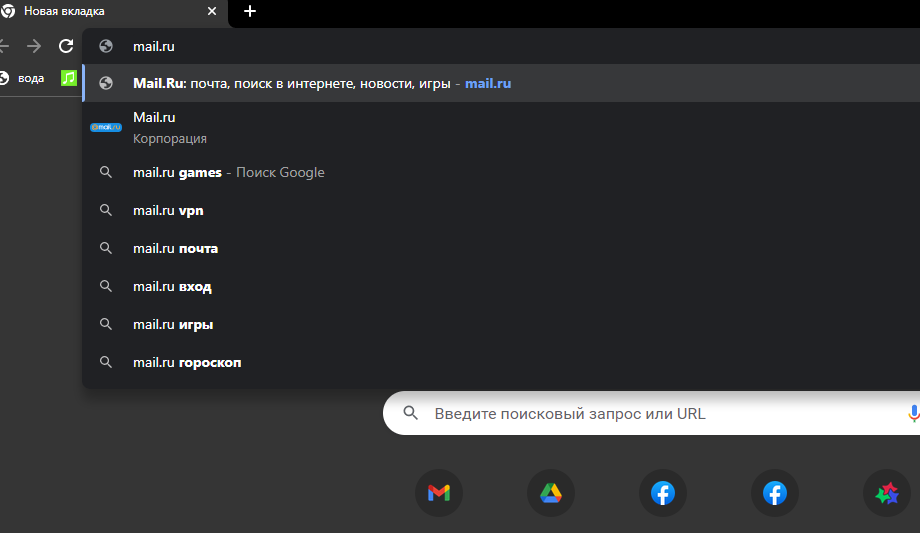 Новая вкладка
mail.ru
вода
Mail.Ru: почта, поиск в интернете, новости, игры - mail.ru
Mail.ru
@mail.ru
Корпорация
mail.ru games - Поиск Google
mail.ru vpn
mail.ru почта
mail.ru вход
mail.ru игры
mail.ru гороскоп
Введите поисковый запрос или URL